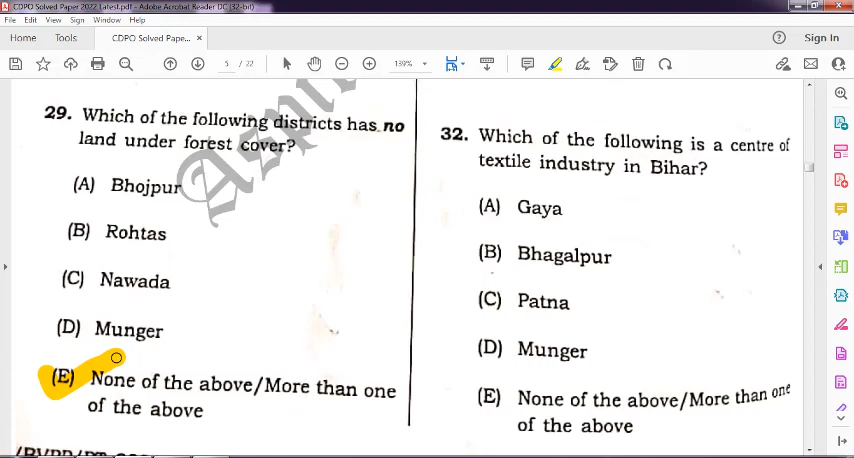 CDPO Solved Paper 2022 Latest.pdf - Adobe Acrobat Reader DC (32-bit)
File Edit View Sign Window Help
Home Tools CDPO Solved Pape... × Sign In
5 / 22 139%
29. Which of the following districts has no
land under forest cover?
(A) Bhojpur
(B) Rohtas
(C) Nawada
(D) Munger
(E) None of the above/More than one
of the above
32. Which of the following is a centre of
textile industry in Bihar?
(A) Gaya
(B) Bhagalpur
(C) Patna
(D) Munger
(E) None of the above/More than one
of the above
Aspir